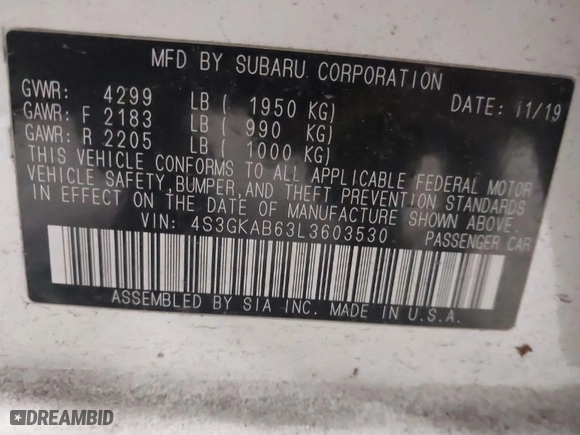 MFD BY SUBARU CORPORATION
GVWR: 4299 LB ( 1950 KG) DATE: 11/19
GAWR: F 2183 LB ( 990 KG)
GAWR: R 2205 LB ( 1000 KG)
THIS VEHICLE CONFORMS TO ALL APPLICABLE FEDERAL MOTOR
VEHICLE SAFETY, BUMPER, AND THEFT PREVENTION STANDARDS
IN EFFECT ON THE DATE OF MANUFACTURE SHOWN ABOVE.
VIN: 4S3GKAB63L3603530 PASSENGER CAR
ASSEMBLED BY SIA INC. MADE IN U.S.A.
DREAMBID